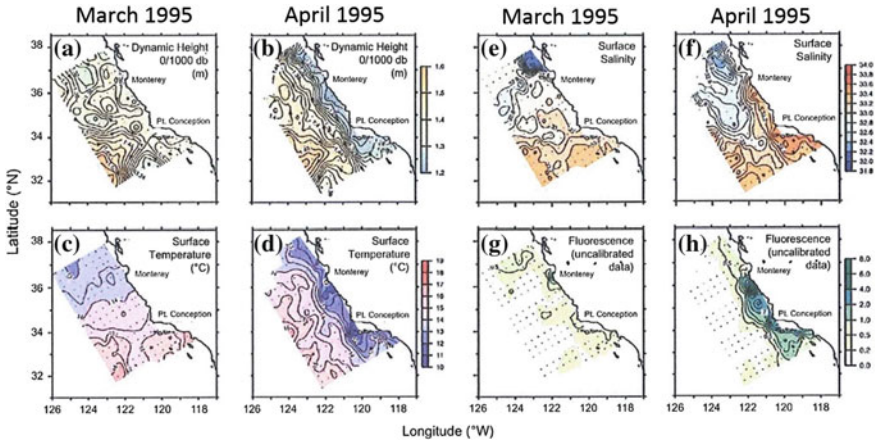 March 1995 April 1995 March 1995 April 1995
(a) Dynamic Height 0/1000 db (m)
Monterey
Pt. Conception
(b) Dynamic Height 0/1000 db (m)
Monterey
Pt. Conception
1.6
1.5
1.4
1.3
1.2
(e) Surface Salinity
Monterey
Pt. Conception
(f) Surface Salinity
Monterey
Pt. Conception
34.0
33.8
33.6
33.4
33.2
33.0
32.8
32.6
32.4
32.2
32.0
31.8
38
36
34
32
(c) Surface Temperature (°C)
Monterey
Pt. Conception
(d) Surface Temperature (°C)
Monterey
Pt. Conception
19
18
17
16
15
14
13
12
11
10
(g) Fluorescence (uncalibrated data)
Monterey
Pt. Conception
(h) Fluorescence (uncalibrated data)
Monterey
Pt. Conception
8.0
4.0
2.0
1.0
0.5
0.2
0.0
38
36
34
32
Latitude (°N)
126 124 122 120 118 126 124 122 120 118 126 124 122 120 118 126 124 122 120 117
Longitude (°W)